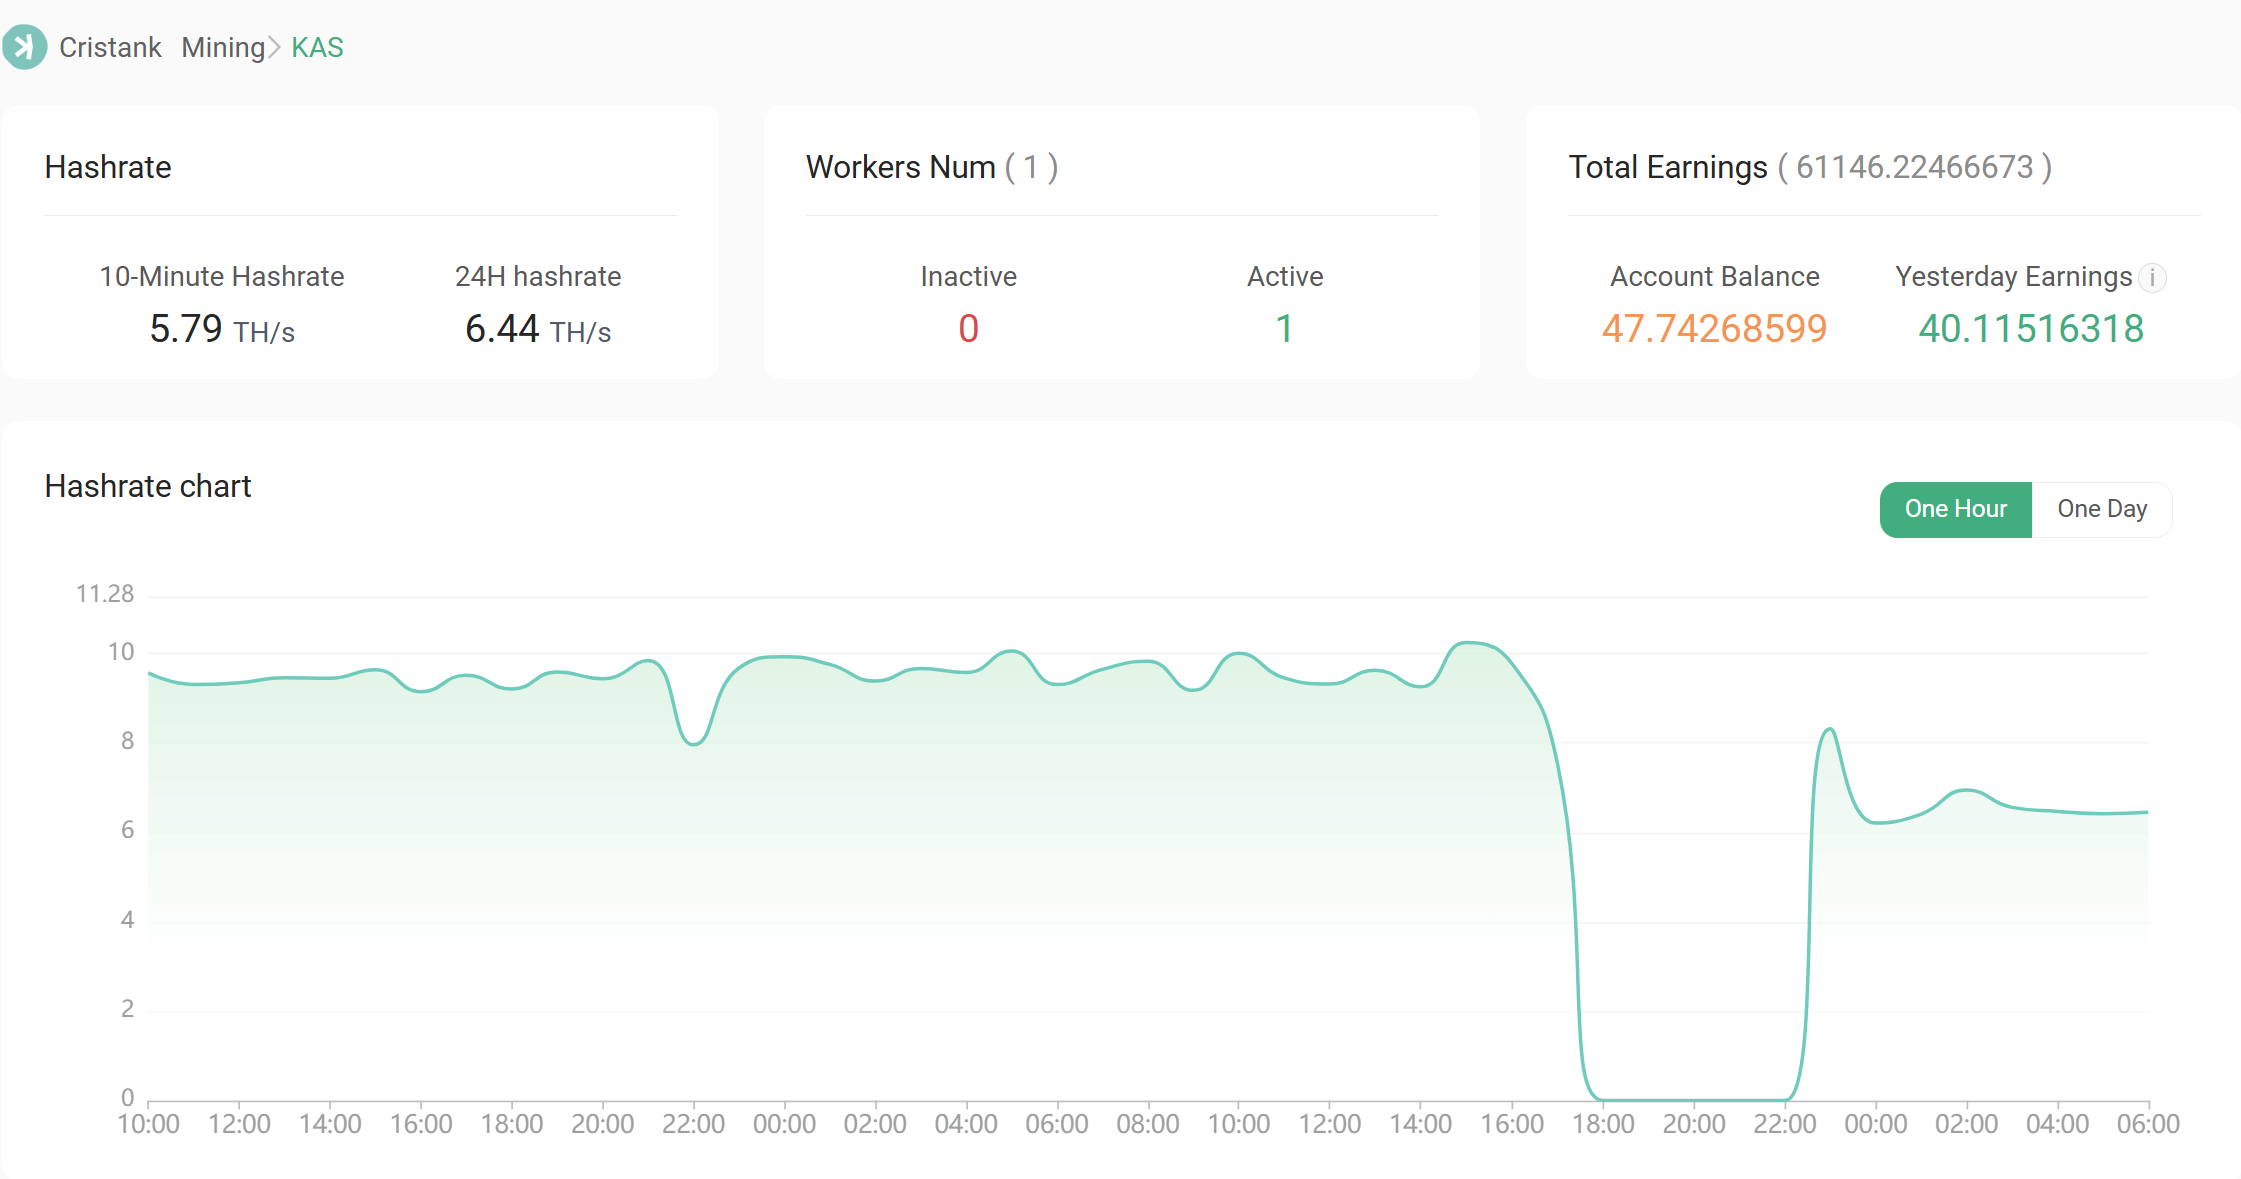 Cristank Mining> KAS
Hashrate
10-Minute Hashrate
5.79 TH/s
24H hashrate
6.44 TH/s
Workers Num ( 1 )
Inactive
0
Active
1
Total Earnings ( 61146.22466673 )
Account Balance
47.74268599
Yesterday Earnings i
40.11516318
Hashrate chart
One Hour One Day
11.28
10
8
6
4
2
0
10:00 12:00 14:00 16:00 18:00 20:00 22:00 00:00 02:00 04:00 06:00 08:00 10:00 12:00 14:00 16:00 18:00 20:00 22:00 00:00 02:00 04:00 06:00